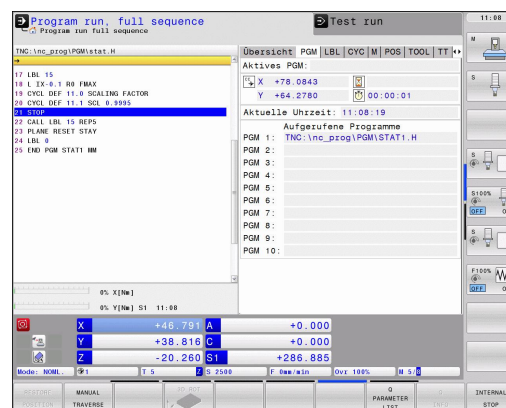 Program run, full sequence
Program run full sequence
Test run
11:08
TNC:\nc_prog\PGM\stat.H
→
17 LBL 15
18 L IX-0.1 R0 FMAX
19 CYCL DEF 11.0 SCALING FACTOR
20 CYCL DEF 11.1 SCL 0.9995
21 STOP
22 CALL LBL 15 REP5
23 PLANE RESET STAY
24 LBL 0
25 END PGM STAT1 MM
0% X[Nm]
0% Y[Nm] S1 11:08
Übersicht PGM LBL CYC M POS TOOL TT
Aktives PGM:
X +78.0843
Y +64.2780
00:00:01
Aktuelle Uhrzeit: 11:08:19
Aufgerufene Programme
PGM 1: TNC:\nc_prog\PGM\STAT1.H
PGM 2:
PGM 3:
PGM 4:
PGM 5:
PGM 6:
PGM 7:
PGM 8:
PGM 9:
PGM 10:
X +46.791 A +0.000
Y +38.816 C +0.000
Z -20.260 S1 +286.885
Mode: NOML. 1 T 5 Z S 2500 F 0mm/min Ovr 100% M 5/8
RESTORE POSITION
MANUAL TRAVERSE
3D ROT
Q PARAMETER LIST
S INFO
INTERNAL STOP
M
S
S
S100%
OFF
S
F100%
OFF